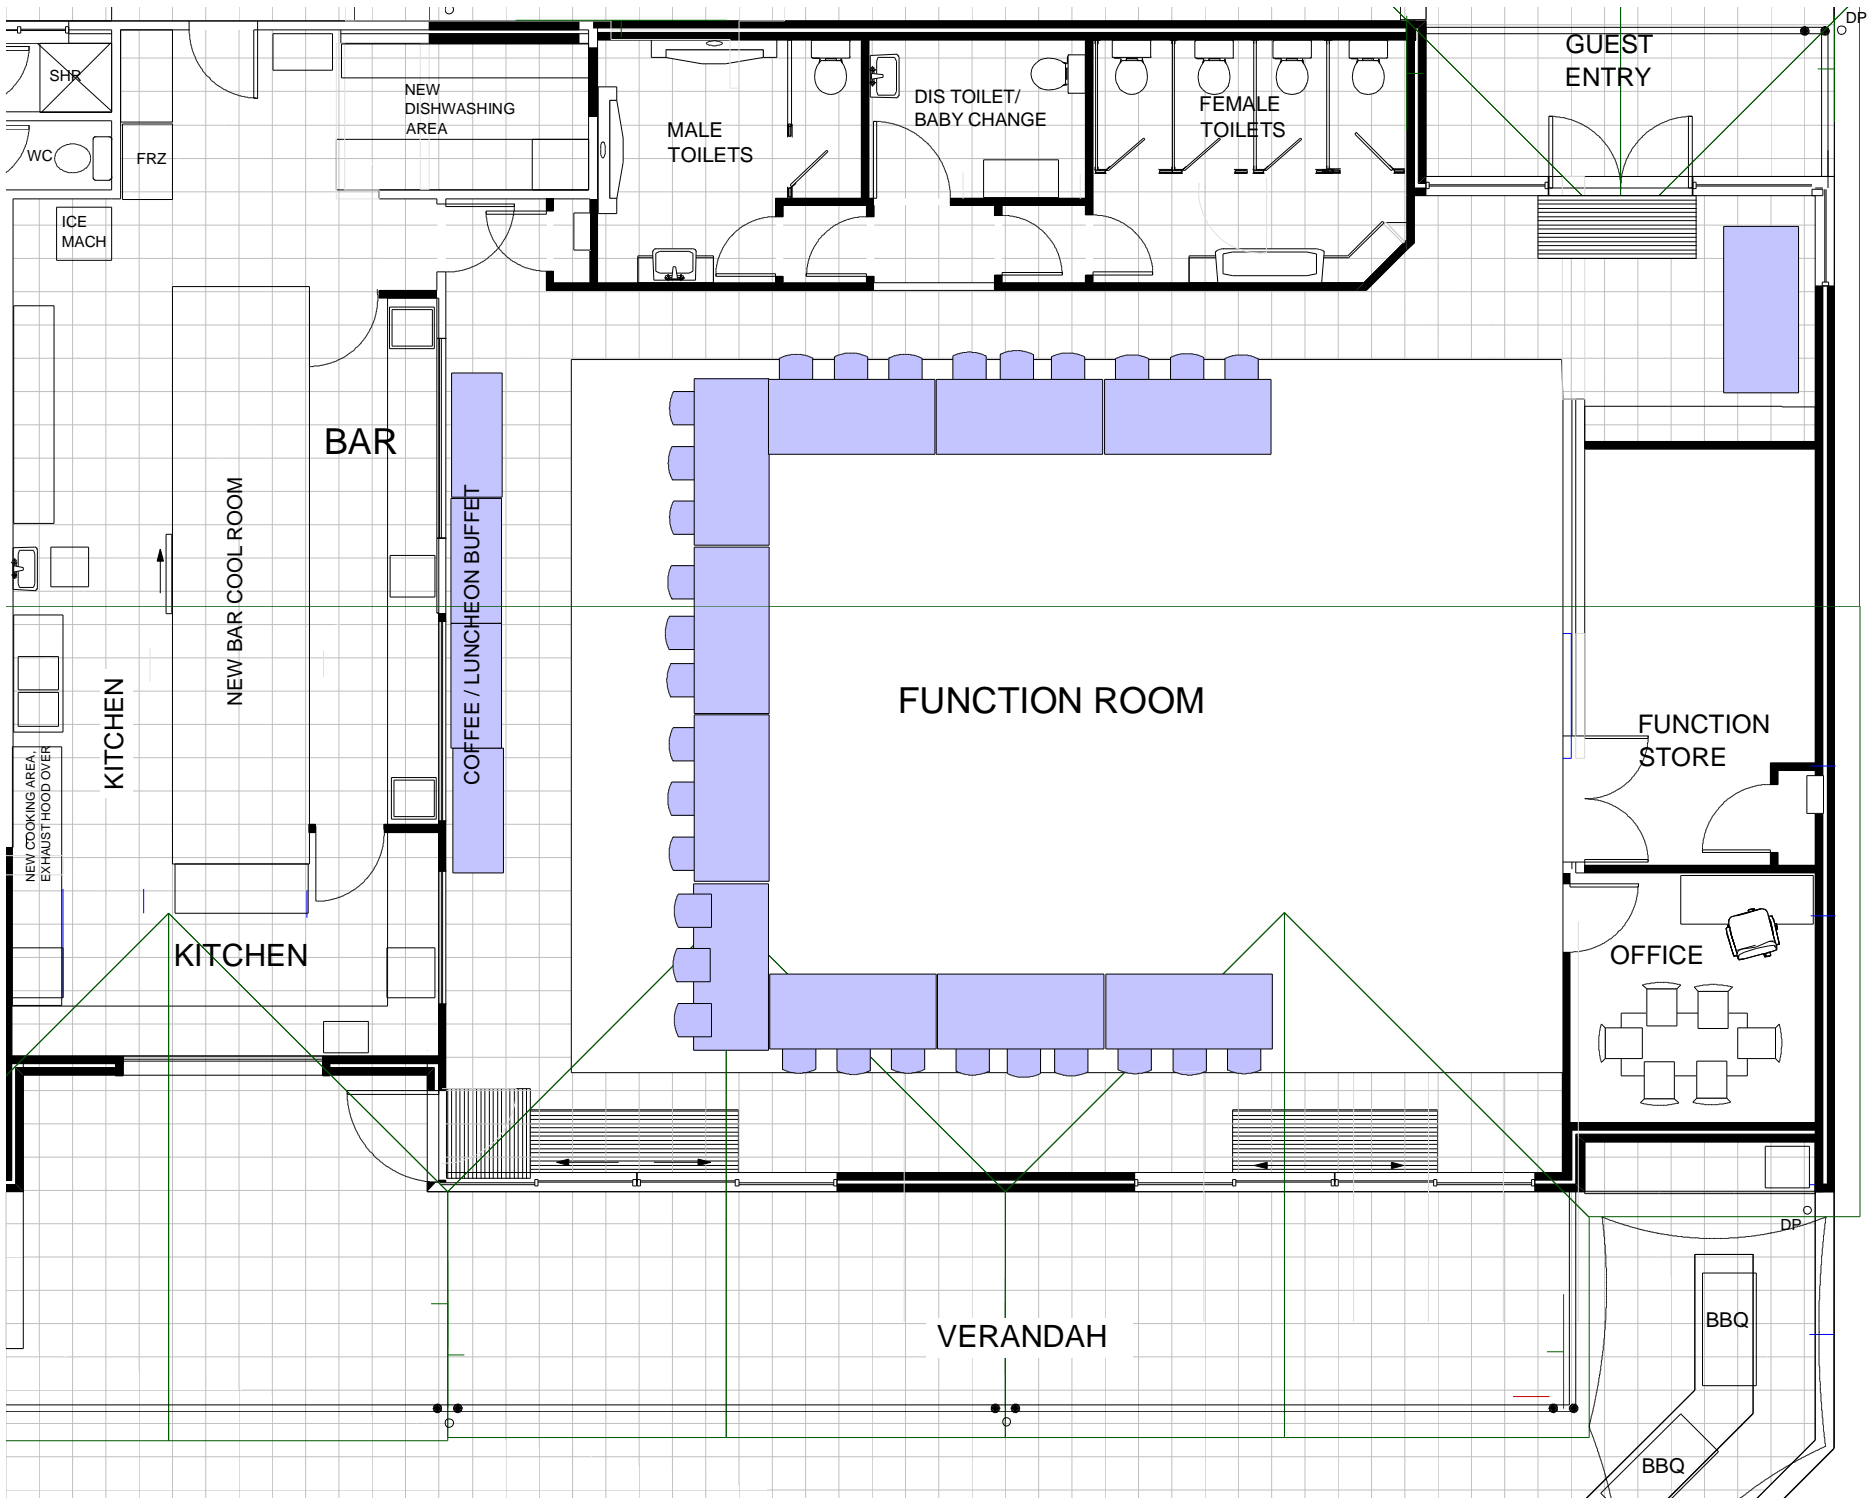 DP
GUEST
ENTRY
SHR
NEW
DISHWASHING
AREA
DIS TOILET/
BABY CHANGE
FEMALE
TOILETS
MALE
TOILETS
WC
FRZ
ICE
MACH
BAR
NEW BAR COOL ROOM
COFFEE / LUNCHEON BUFFET
KITCHEN
FUNCTION ROOM
FUNCTION
STORE
NEW COOKING AREA,
EXHAUST HOOD OVER
KITCHEN
OFFICE
DP
BBQ
VERANDAH
BBQ